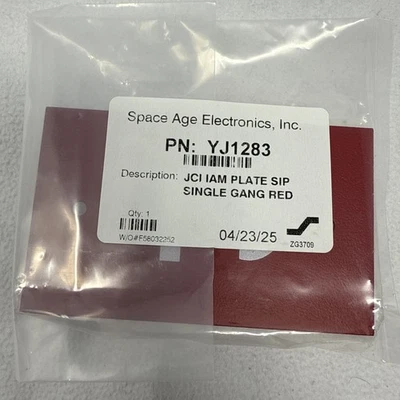 Space Age Electronics, Inc.
PN: YJ1283
Description: JCI IAM PLATE SIP
SINGLE GANG RED
Qty: 1
W/O#F56032252
04/23/25
ZG3709